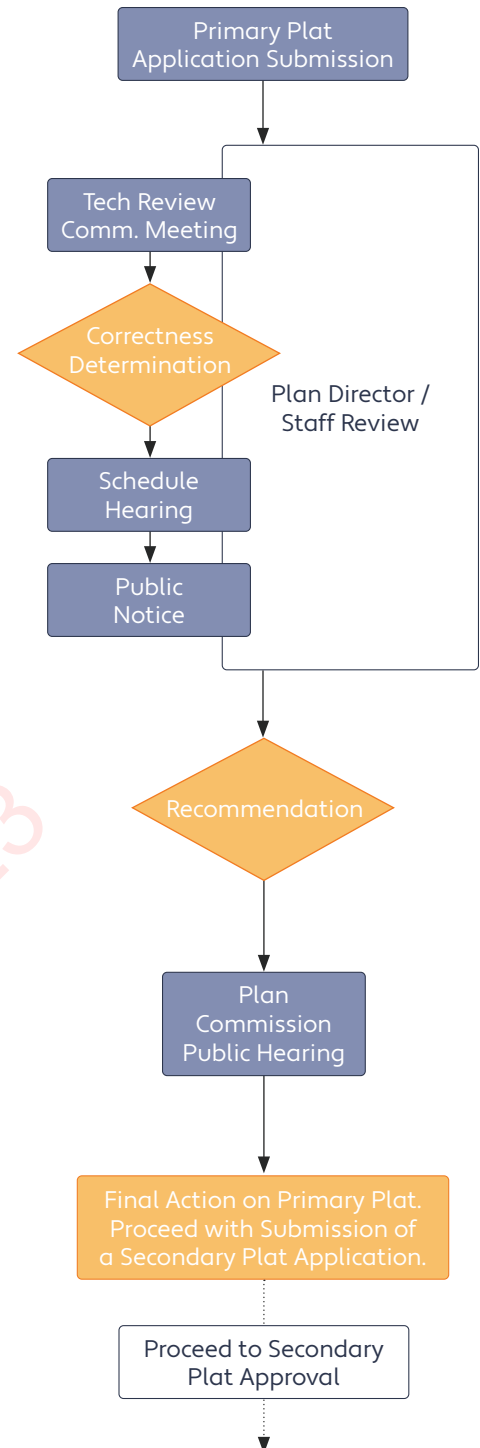 Primary Plat
Application Submission
Tech Review
Comm. Meeting
Correctness
Determination
Plan Director /
Staff Review
Schedule
Hearing
Public
Notice
Recommendation
Plan
Commission
Public Hearing
Final Action on Primary Plat.
Proceed with Submission of
a Secondary Plat Application.
Proceed to Secondary
Plat Approval